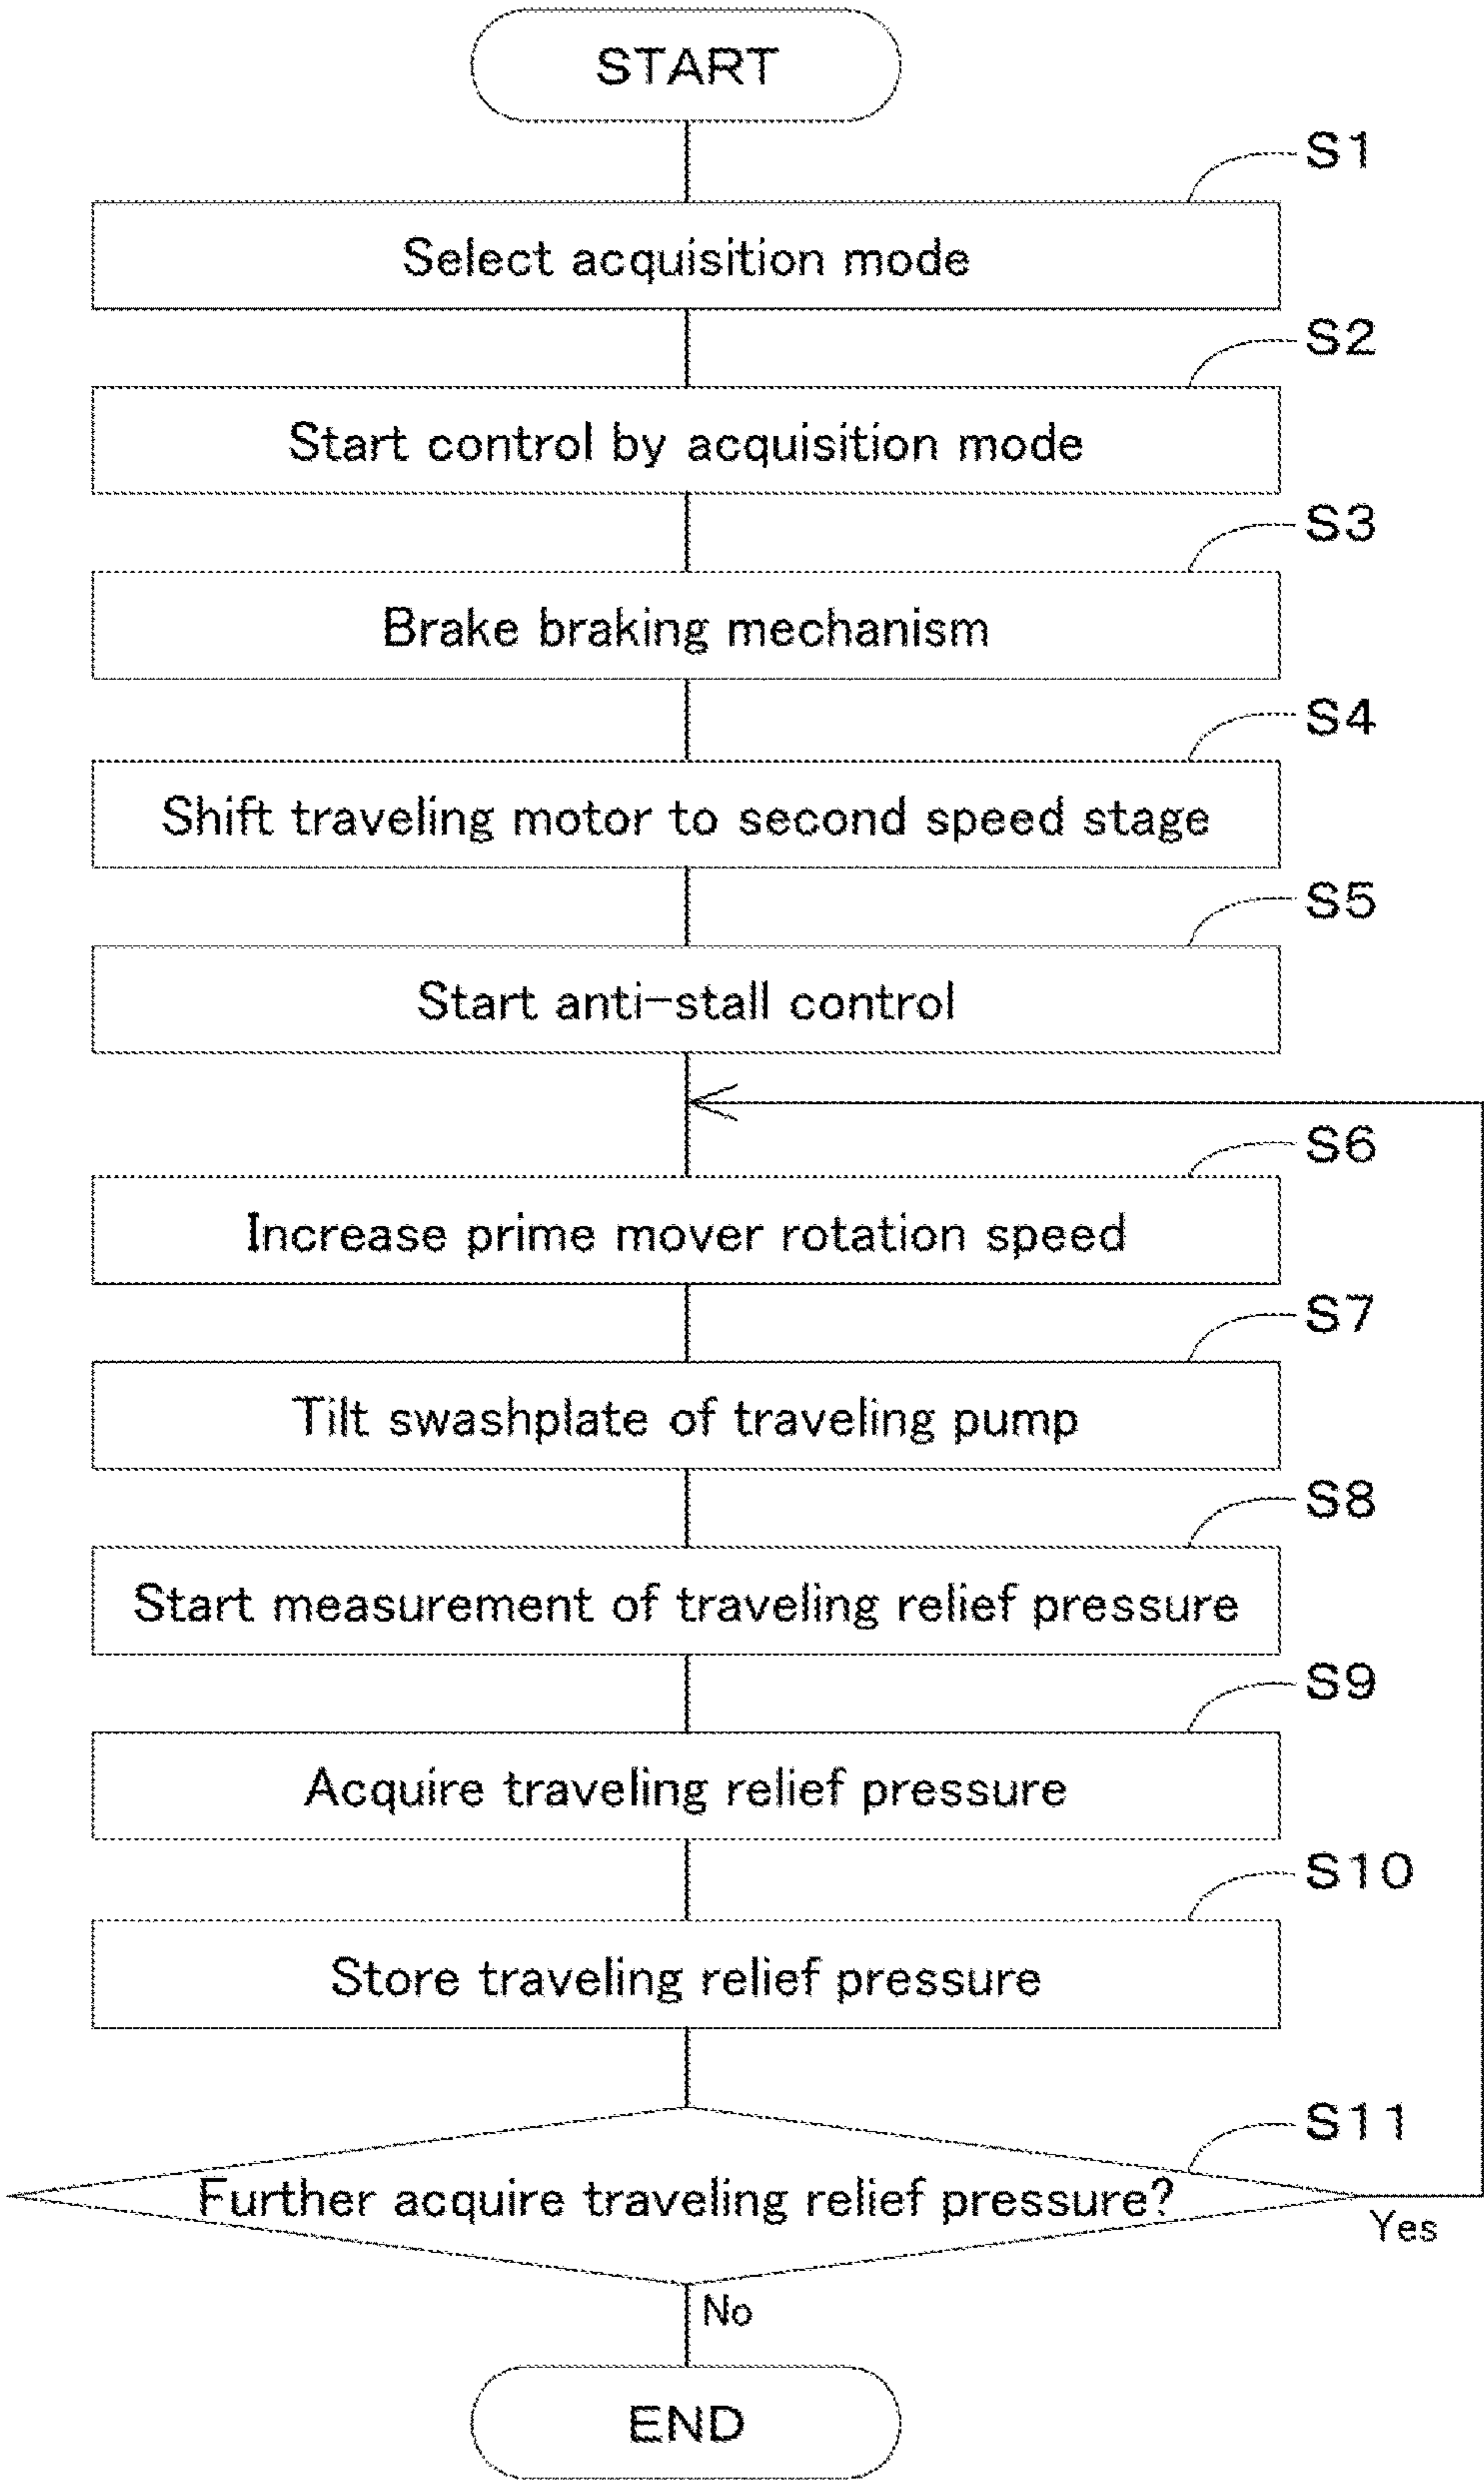 START
S1
Select acquisition mode
S2
Start control by acquisition mode
S3
Brake braking mechanism
S4
Shift traveling motor to second speed stage
S5
Start anti-stall control
S6
Increase prime mover rotation speed
S7
Tilt swashplate of traveling pump
S8
Start measurement of traveling relief pressure
S9
Acquire traveling relief pressure
S10
Store traveling relief pressure
S11
Further acquire traveling relief pressure?
Yes
No
END